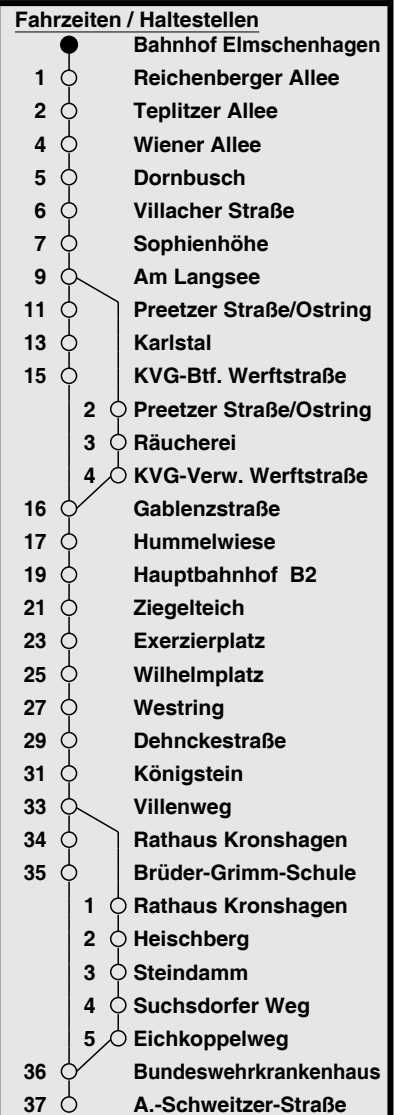 Fahrzeiten / Haltestellen
Bahnhof Elmschenhagen
1 Reichenberger Allee
2 Teplitzer Allee
4 Wiener Allee
5 Dornbusch
6 Villacher Straße
7 Sophienhöhe
9 Am Langsee
11 Preetzer Straße/Ostring
13 Karlstal
15 KVG-Btf. Werftstraße
2 Preetzer Straße/Ostring
3 Räucherei
4 KVG-Verw. Werftstraße
16 Gablenzstraße
17 Hummelwiese
19 Hauptbahnhof B2
21 Ziegelteich
23 Exerzierplatz
25 Wilhelmplatz
27 Westring
29 Dehnckestraße
31 Königstein
33 Villenweg
34 Rathaus Kronshagen
35 Brüder-Grimm-Schule
1 Rathaus Kronshagen
2 Heischberg
3 Steindamm
4 Suchsdorfer Weg
5 Eichkoppelweg
36 Bundeswehrkrankenhaus
37 A.-Schweitzer-Straße